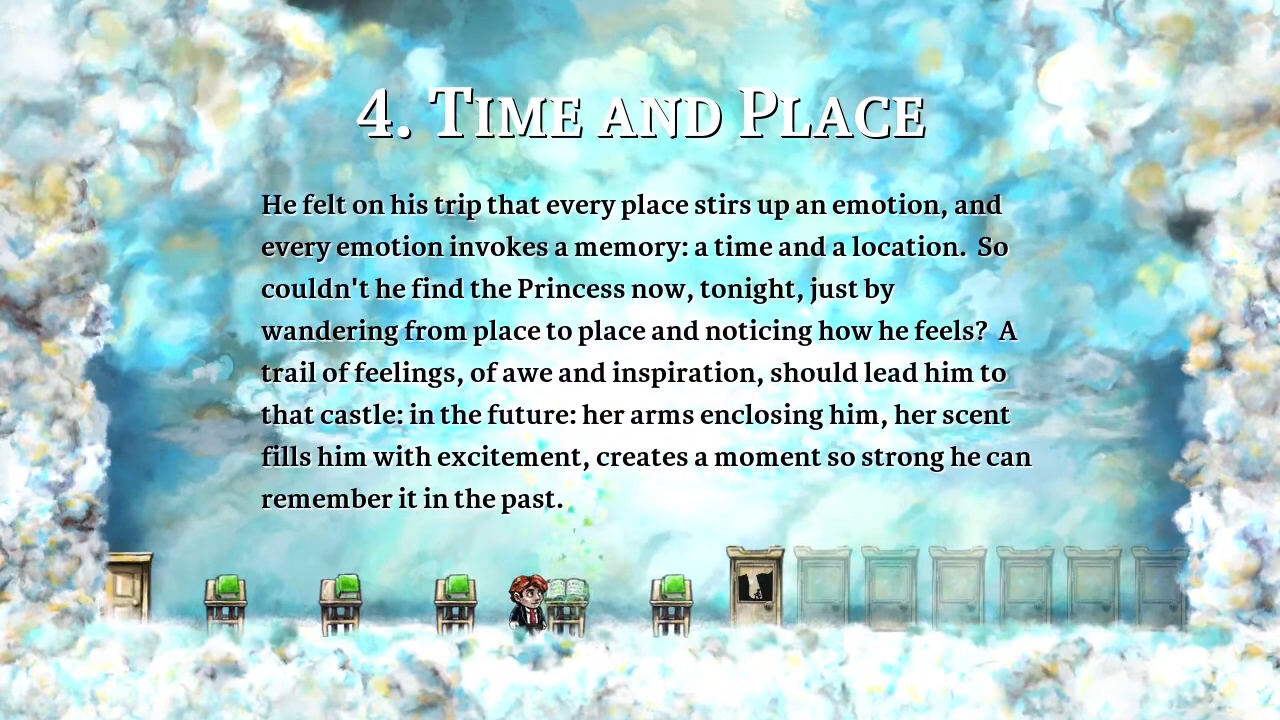 4. Time and Place
He felt on his trip that every place stirs up an emotion, and
every emotion invokes a memory: a time and a location.  So
couldn't he find the Princess now, tonight, just by
wandering from place to place and noticing how he feels?  A
trail of feelings, of awe and inspiration, should lead him to
that castle: in the future: her arms enclosing him, her scent
fills him with excitement, creates a moment so strong he can
remember it in the past.